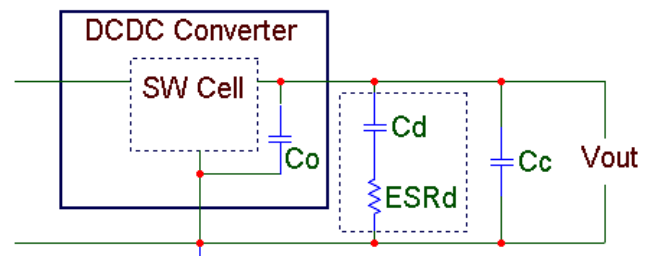 DCDC Converter
SW Cell
Co
Cd
ESRd
Cc
Vout